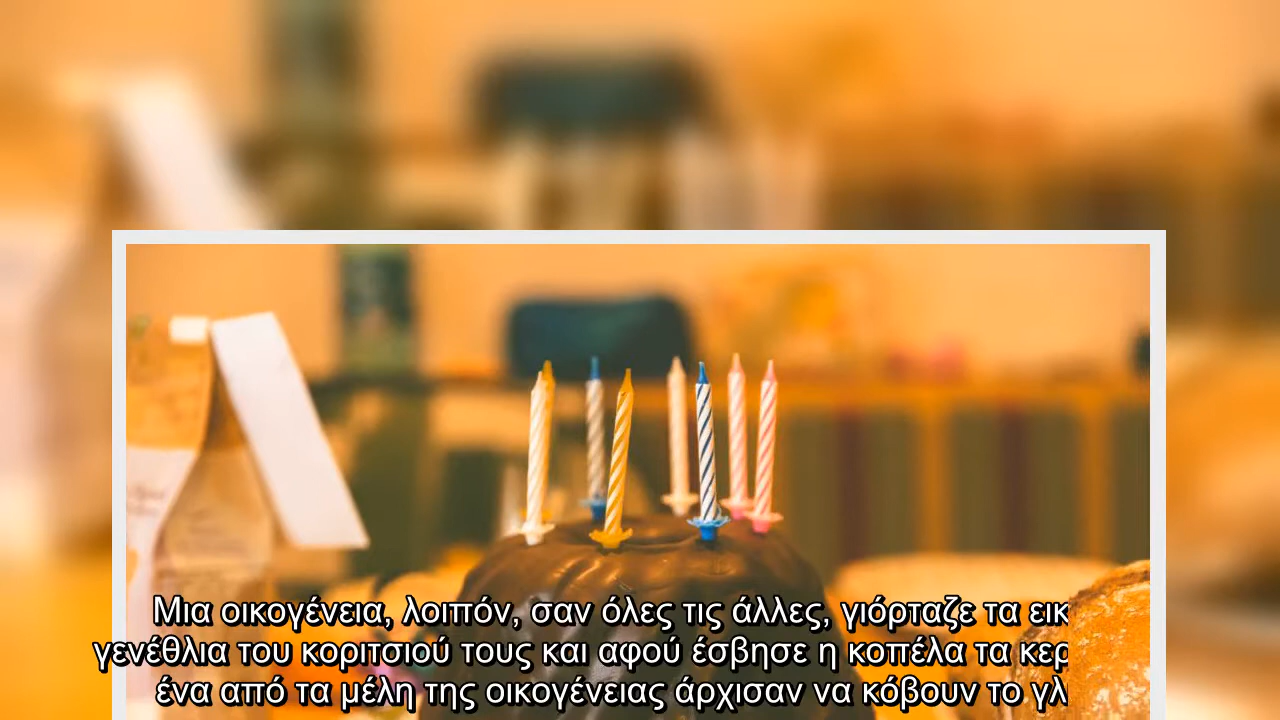 Μια οικογένεια, λοιπόν, σαν όλες τις άλλες, γιόρταζε τα εικ
γενέθλια του κοριτσιού τους και αφού έσβησε η κοπέλα τα κερ
ένα από τα μέλη της οικογένειας άρχισαν να κόβουν το γλ